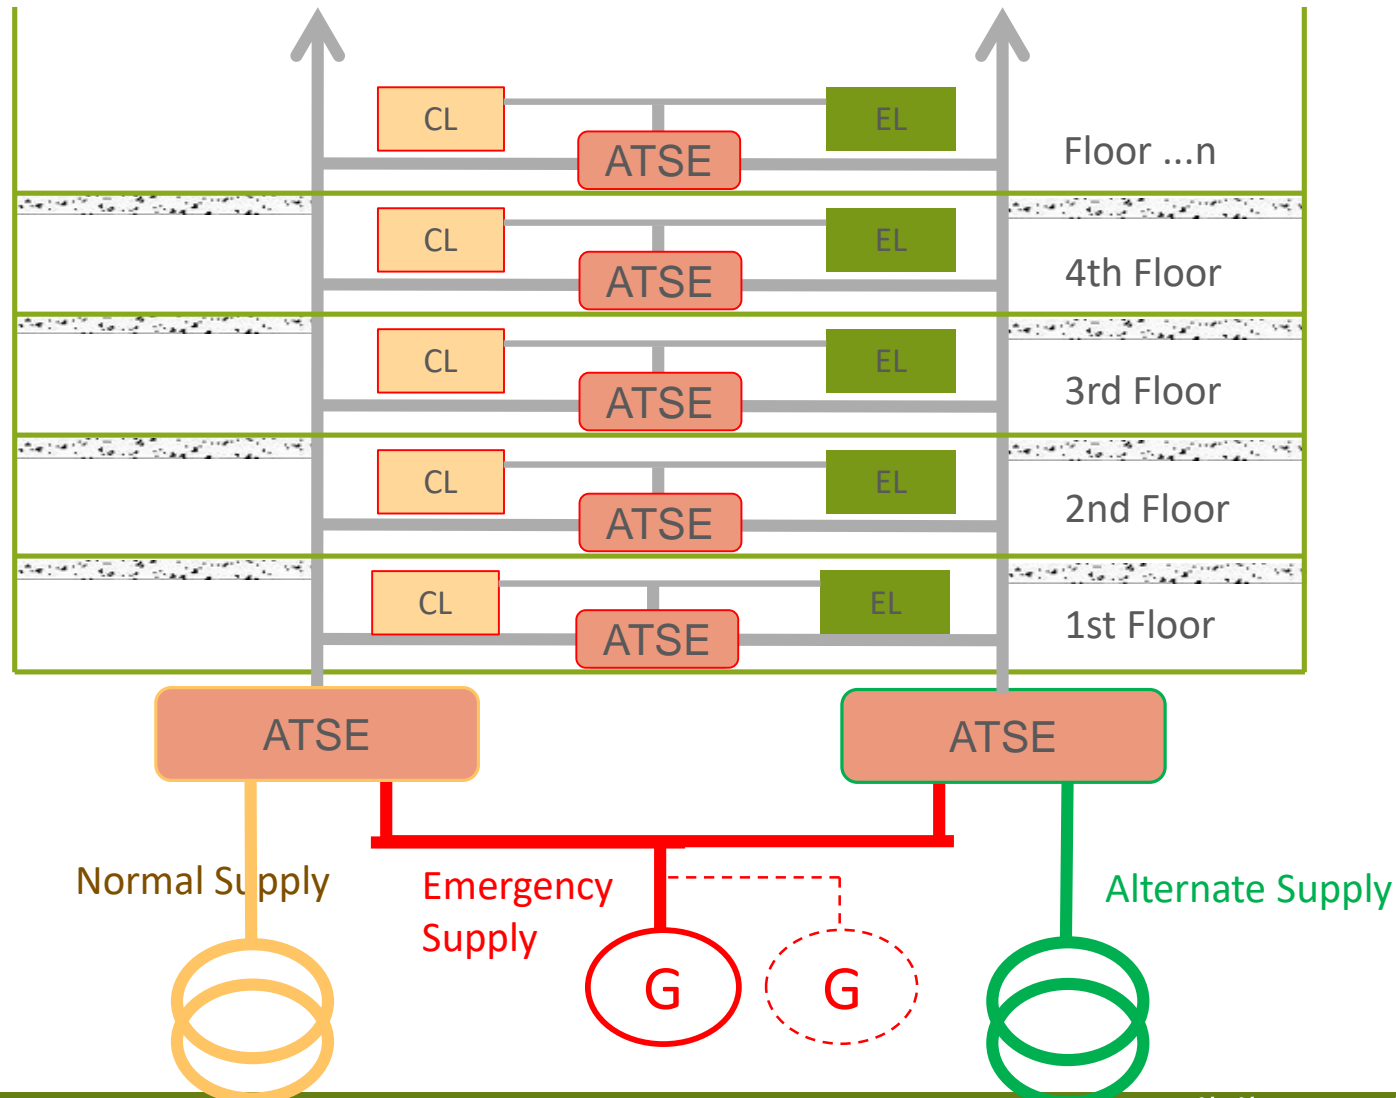 CL
EL
ATSE
Floor ...n
CL
EL
ATSE
4th Floor
CL
EL
ATSE
3rd Floor
CL
EL
ATSE
2nd Floor
CL
EL
ATSE
1st Floor
ATSE
ATSE
Normal Supply
Emergency
Supply
Alternate Supply
G
G